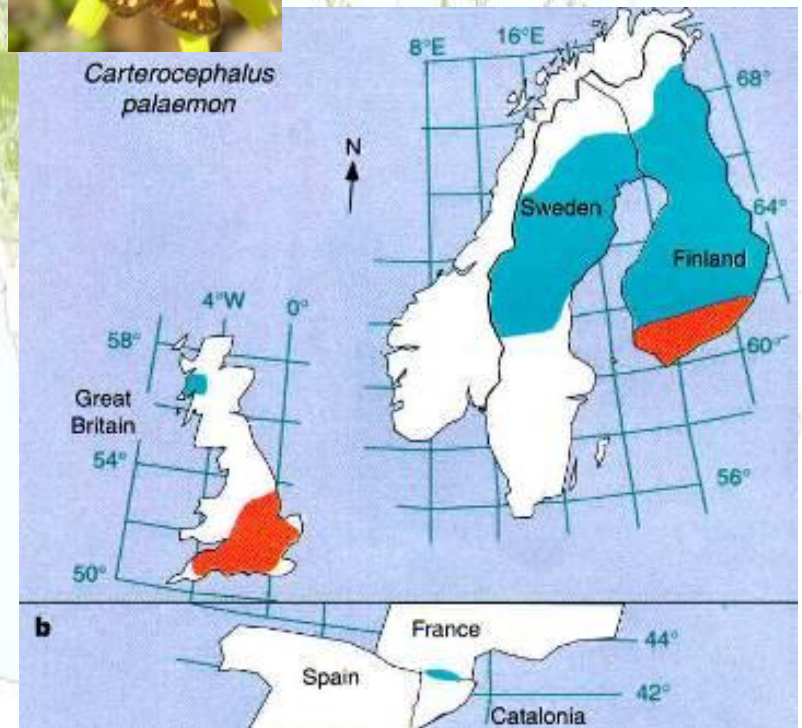 Carterocephalus
palaemon
8°E
16°E
N
68°
Sweden
64°
Finland
4°W
0°
58°
60°
Great
Britain
54°
56°
50°
b
France
44°
Spain
42°
Catalonia